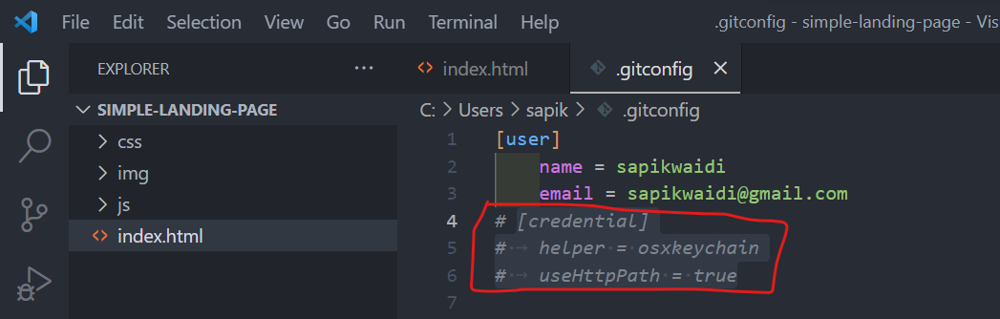 File Edit Selection View Go Run Terminal Help .gitconfig - simple-landing-page - Vis
EXPLORER ···
index.html .gitconfig
SIMPLE-LANDING-PAGE
css
img
js
index.html
C: > Users > sapik > .gitconfig
1 [user]
2 name = sapikwaidi
3 email = sapikwaidi@gmail.com
4 # [credential]
5 # → helper = osxkeychain
6 # → useHttpPath = true
7